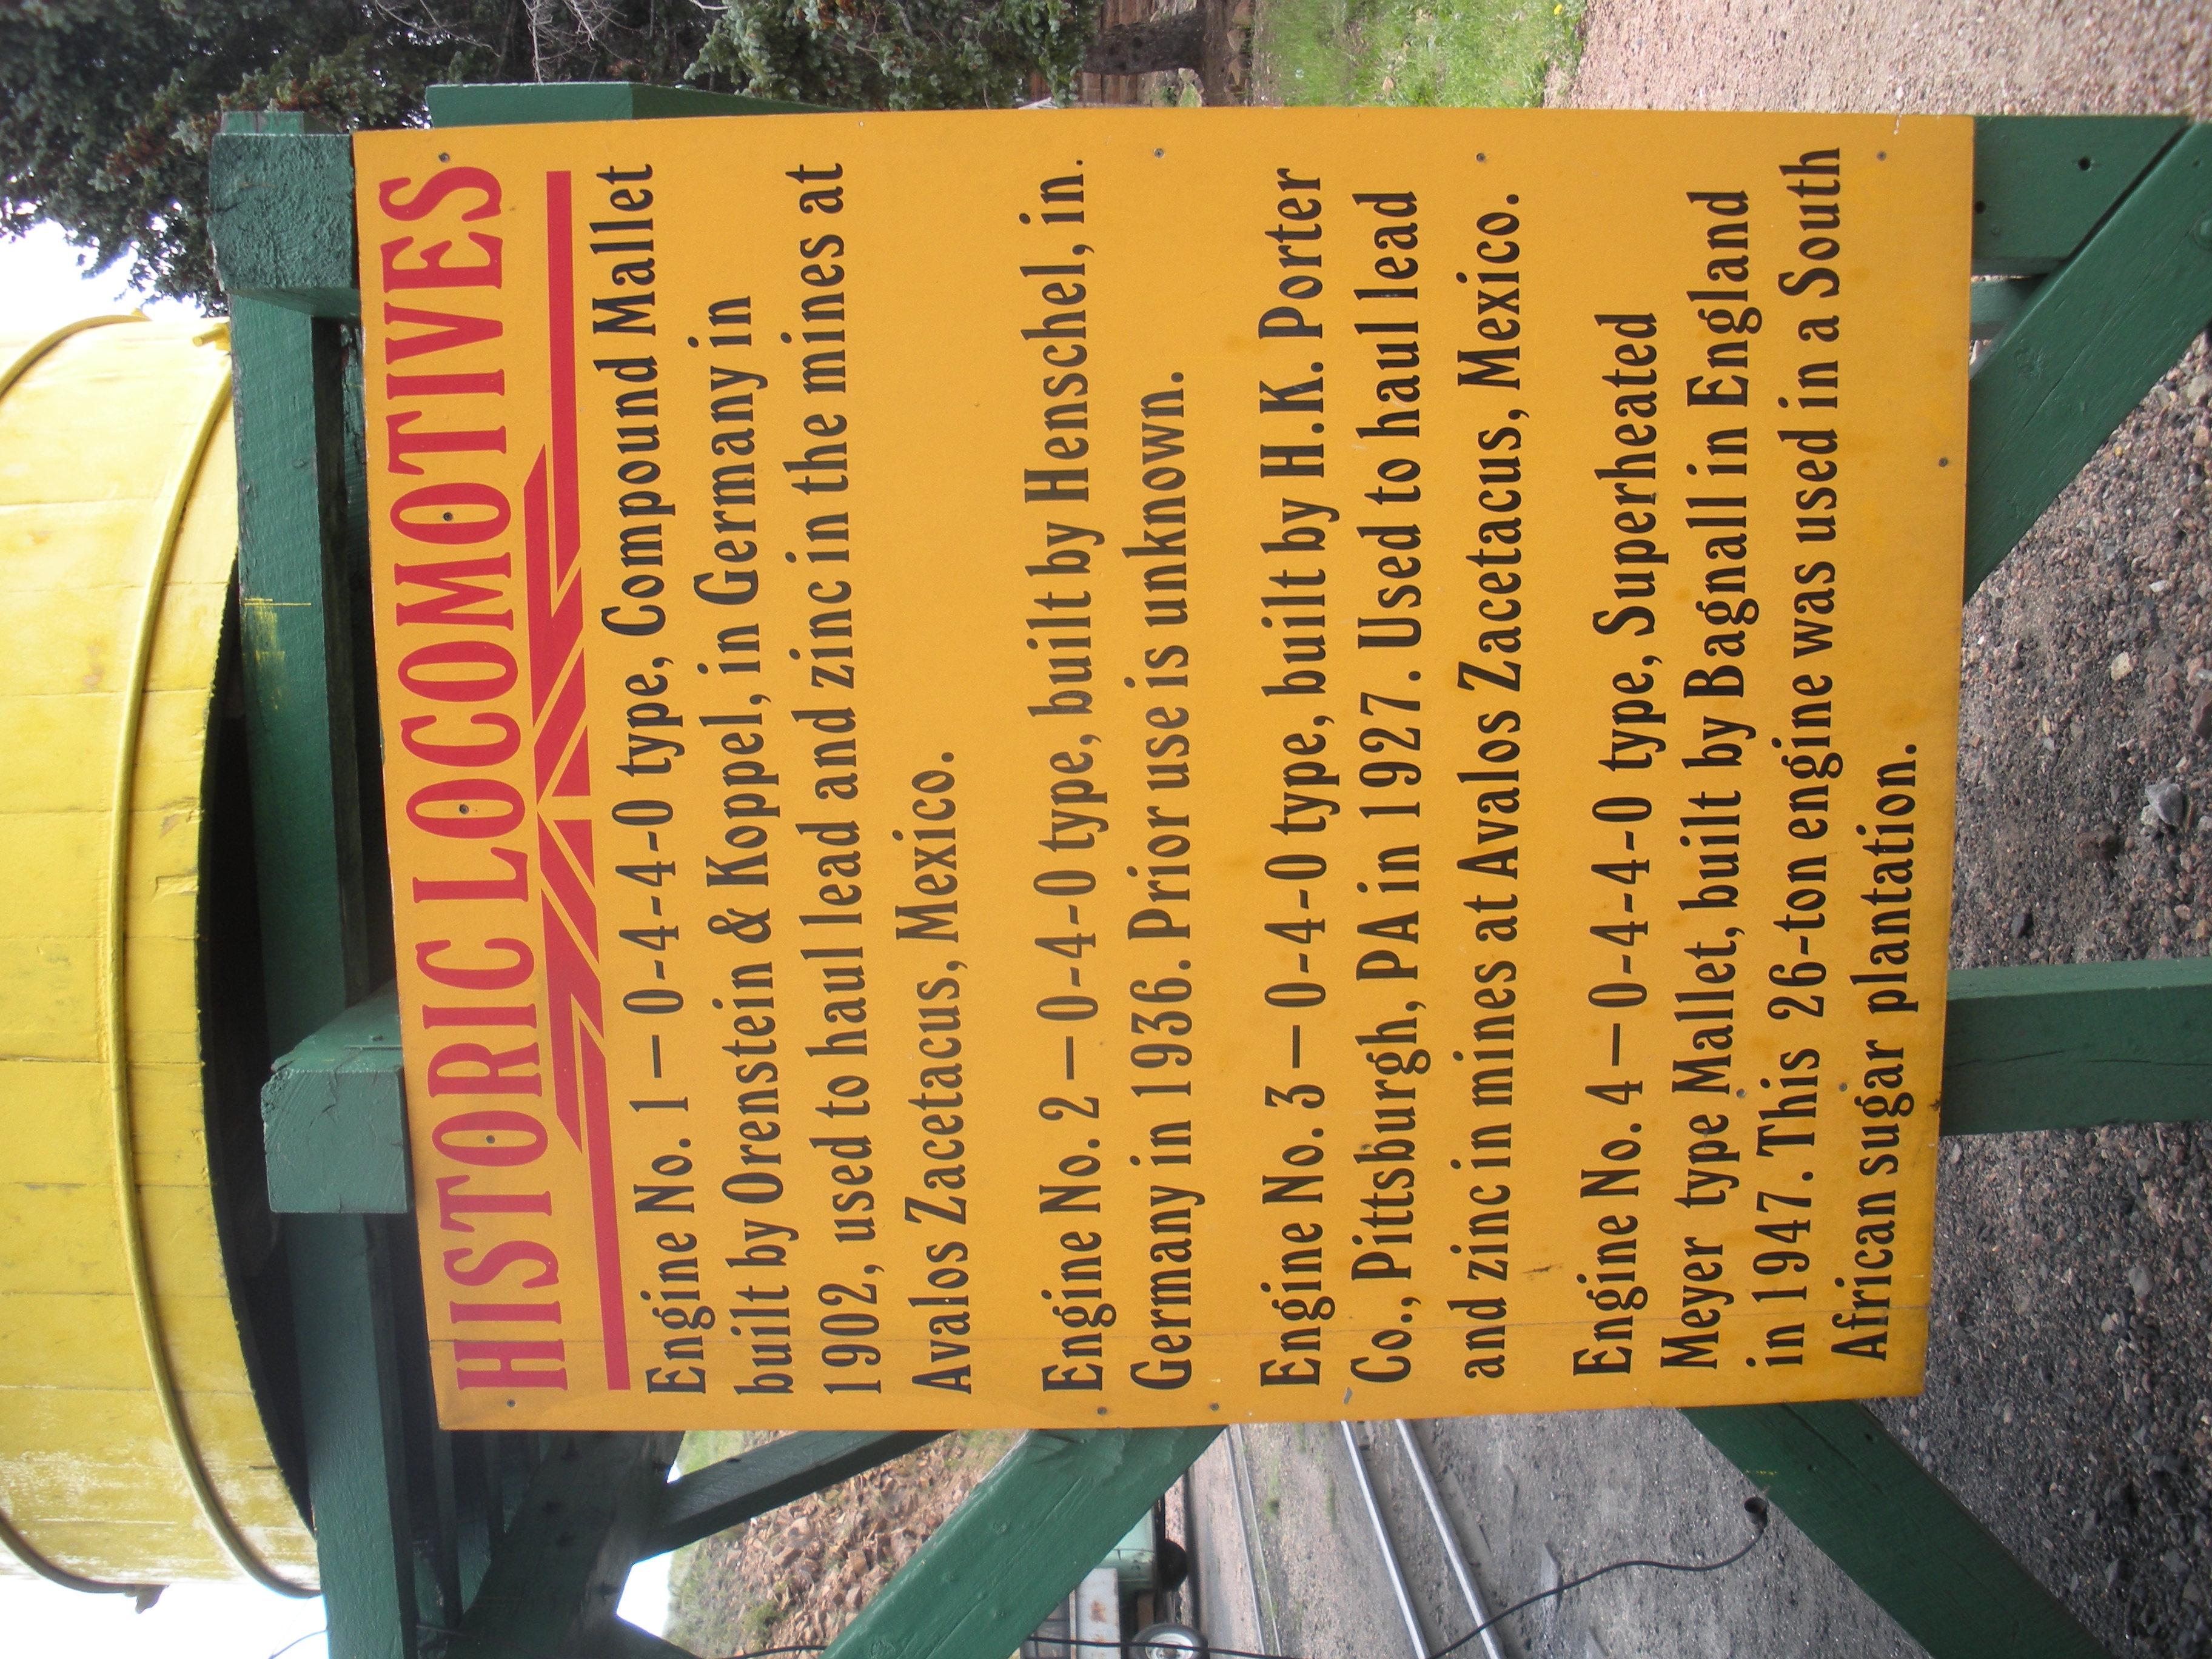 HISTORIC LOCOMOTIVES
Engine No. 1 — 0-4-4-0 type, Compound Mallet
built by Orenstein & Koppel, in Germany in
1902, used to haul lead and zinc in the mines at
Avalos Zacetacus, Mexico.
Engine No. 2 — 0-4-0 type, built by Henschel, in.
Germany in 1936. Prior use is unknown.
Engine No. 3 — 0-4-0 type, built by H.K. Porter
Co., Pittsburgh, PA in 1927. Used to haul lead
and zinc in mines at Avalos Zacetacus, Mexico.
Engine No. 4 — 0-4-4-0 type, Superheated
Meyer type Mallet, built by Bagnall in England
in 1947. This 26-ton engine was used in a South
African sugar plantation.